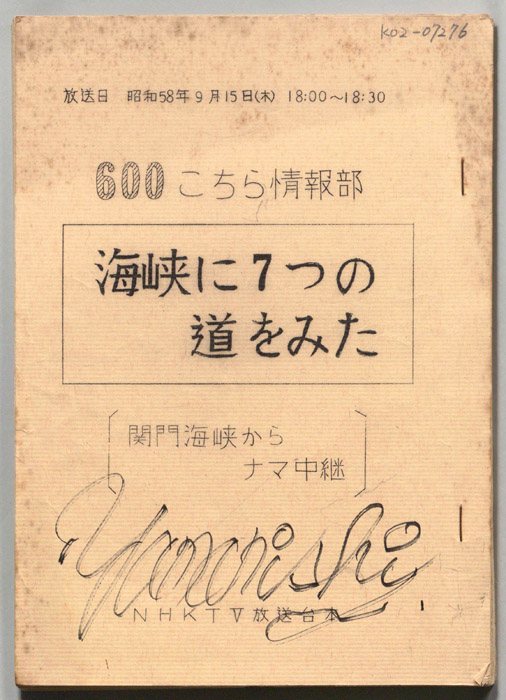 K02-07276
放送日 昭和58年9月15日(木) 18:00〜18:30
600 こちら情報部
海峡に7つの
道をみた
関門海峡から
ナマ中継
NHKTV放送台本